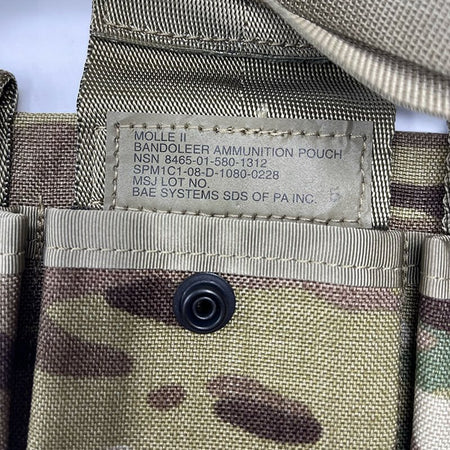 MOLLE II
BANDOLEER AMMUNITION POUCH
NSN 8465-01-580-1312
SPM1C1-08-D-1080-0228
MSJ LOT NO.
BAE SYSTEMS SDS OF PA INC. 5